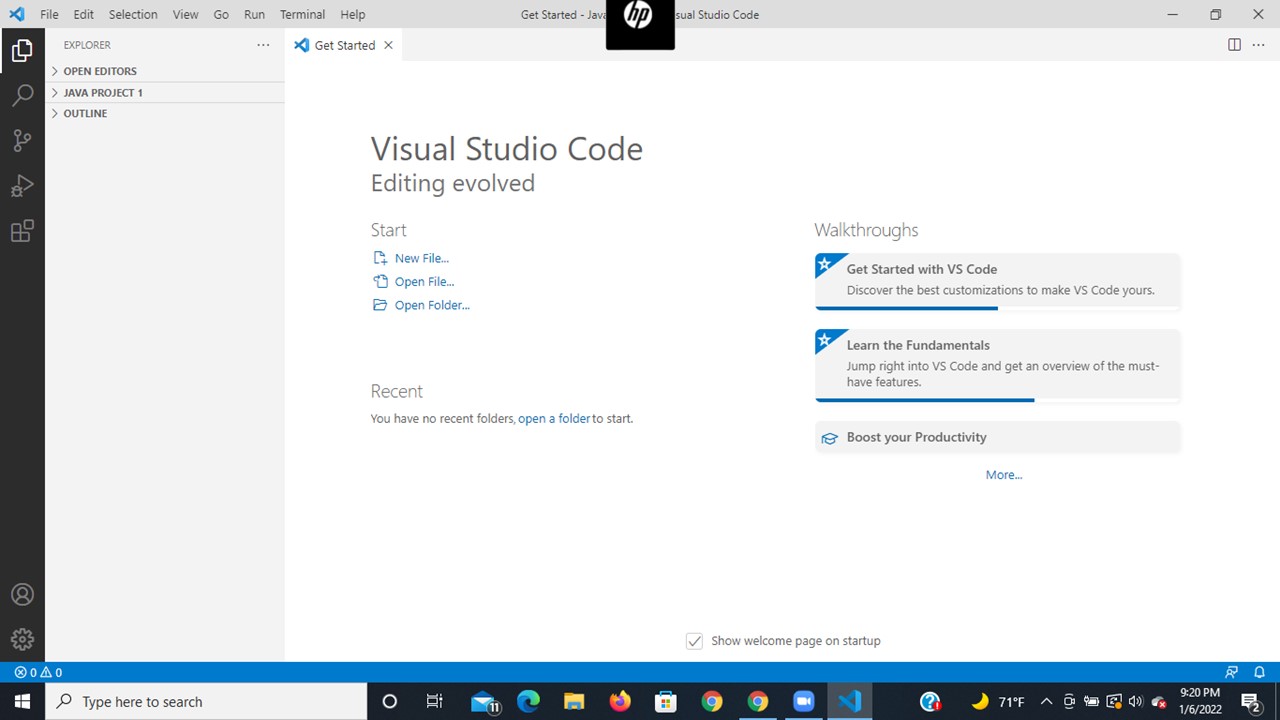 File Edit Selection View Go Run Terminal Help
Get Started - Java sual Studio Code
hp
EXPLORER
OPEN EDITORS
JAVA PROJECT 1
OUTLINE
Get Started
Visual Studio Code
Editing evolved
Start
New File...
Open File...
Open Folder...
Recent
You have no recent folders, open a folder to start.
Walkthroughs
Get Started with VS Code
Discover the best customizations to make VS Code yours.
Learn the Fundamentals
Jump right into VS Code and get an overview of the must-
have features.
Boost your Productivity
More...
Show welcome page on startup
0 0
Type here to search
11
71°F
9:20 PM
1/6/2022
2